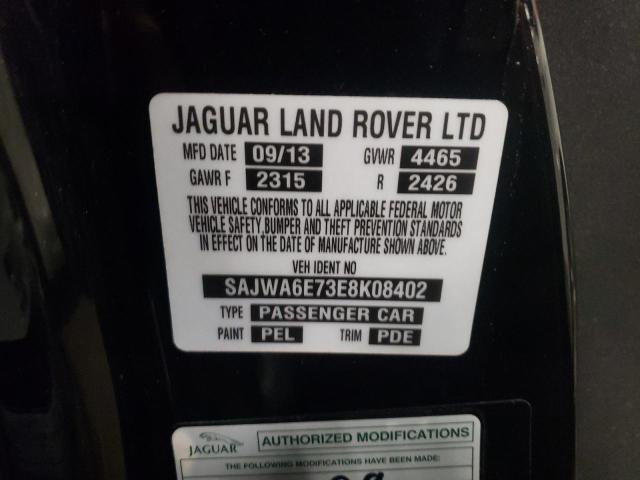 JAGUAR LAND ROVER LTD
MFD DATE 09/13 GVWR 4465
GAWR F 2315 R 2426
THIS VEHICLE CONFORMS TO ALL APPLICABLE FEDERAL MOTOR
VEHICLE SAFETY, BUMPER AND THEFT PREVENTION STANDARDS
IN EFFECT ON THE DATE OF MANUFACTURE SHOWN ABOVE.
VEH IDENT NO
SAJWA6E73E8K08402
TYPE PASSENGER CAR
PAINT PEL TRIM PDE
JAGUAR AUTHORIZED MODIFICATIONS
THE FOLLOWING MODIFICATIONS HAVE BEEN MADE: